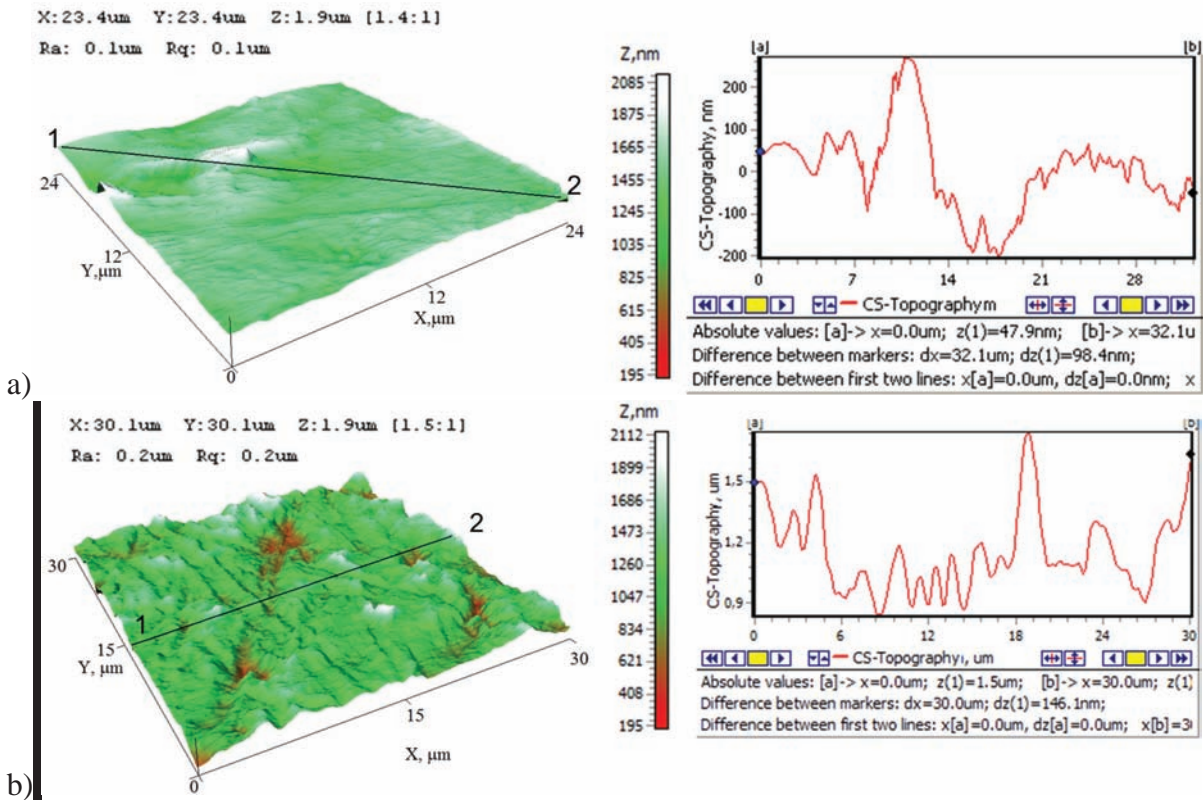 X:23.4um Y:23.4um Z:1.9um [1.4:1]
Ra: 0.1um Rq: 0.1um
1
2
24
12
Y,μm
0
12
X,μm
24
Z,nm
2085
1875
1665
1455
1245
1035
825
615
405
195
[a]
[b]
CS-Topography, nm
200
100
0
-100
-200
0 7 14 21 28
CS-Topography m
Absolute values: [a]-> x=0.0um; z(1)=47.9nm; [b]-> x=32.1u
Difference between markers: dx=32.1um; dz(1)=98.4nm;
Difference between first two lines: x[a]=0.0um, dz[a]=0.0nm; x
a)
X:30.1um Y:30.1um Z:1.9um [1.5:1]
Ra: 0.2um Rq: 0.2um
1
2
30
15
Y, μm
0
15
X, μm
30
Z,nm
2112
1899
1686
1473
1260
1047
834
621
408
195
[a]
[b]
CS-Topography, um
1,5
1,2
0,9
0 6 12 18 24 30
CS-Topography, um
Absolute values: [a]-> x=0.0um; z(1)=1.5um; [b]-> x=30.0um; z(1)
Difference between markers: dx=30.0um; dz(1)=146.1nm;
Difference between first two lines: x[a]=0.0um, dz[a]=0.0um; x[b]=3
b)